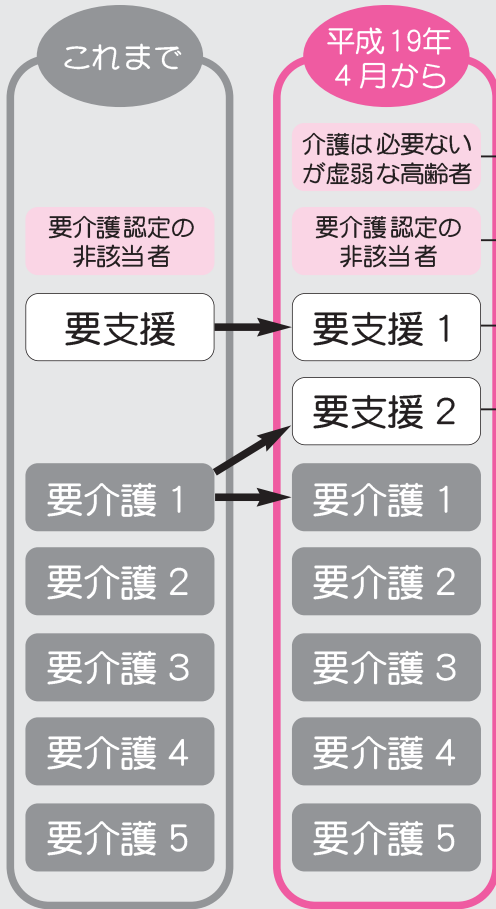 これまで
要介護認定の
非該当者
要支援
要介護 1
要介護 2
要介護 3
要介護 4
要介護 5
平成19年
4月から
介護は必要ない
が虚弱な高齢者
要介護認定の
非該当者
要支援 1
要支援 2
要介護 1
要介護 2
要介護 3
要介護 4
要介護 5